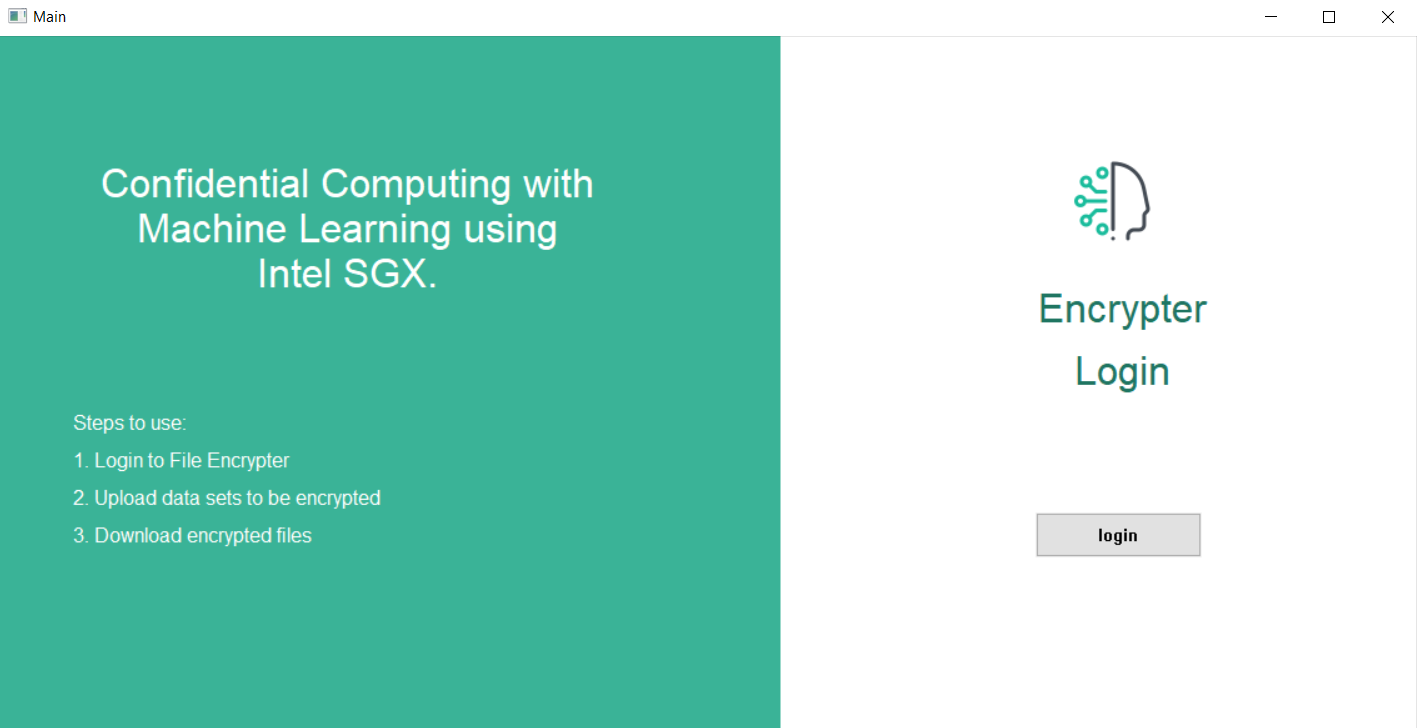 Main
Confidential Computing with
Machine Learning using
Intel SGX.
Steps to use:
1. Login to File Encrypter
2. Upload data sets to be encrypted
3. Download encrypted files
Encrypter
Login
login